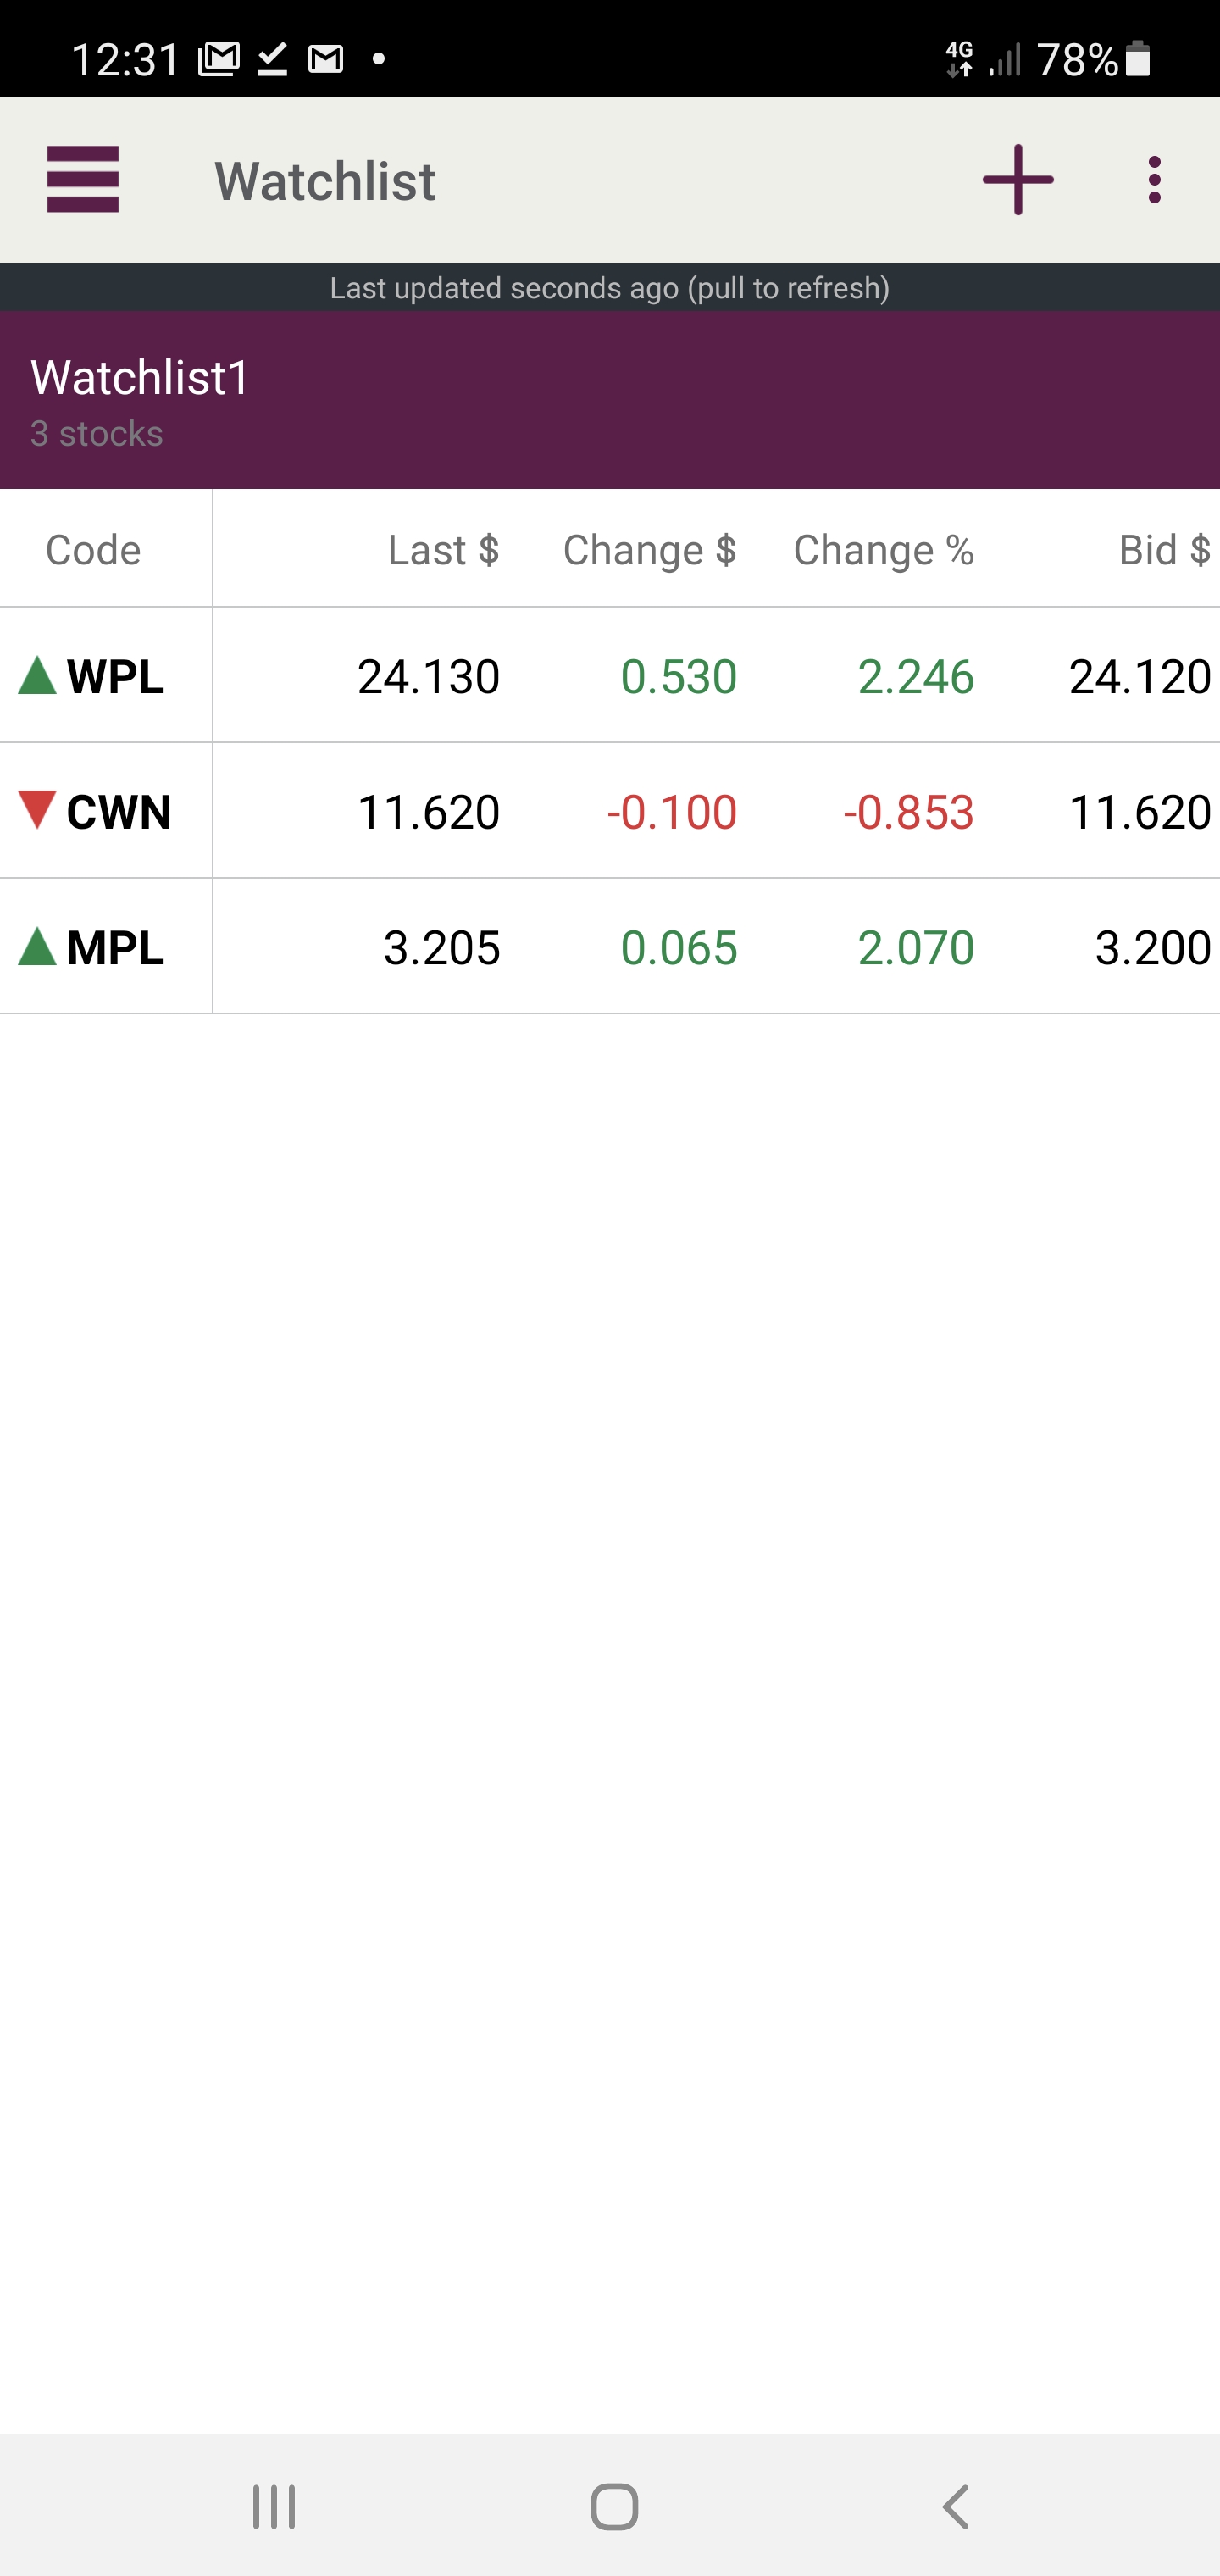 12:31 4G 78%
Watchlist
Last updated seconds ago (pull to refresh)
Watchlist1
3 stocks
Code Last $ Change $ Change % Bid $
WPL 24.130 0.530 2.246 24.120
CWN 11.620 -0.100 -0.853 11.620
MPL 3.205 0.065 2.070 3.200